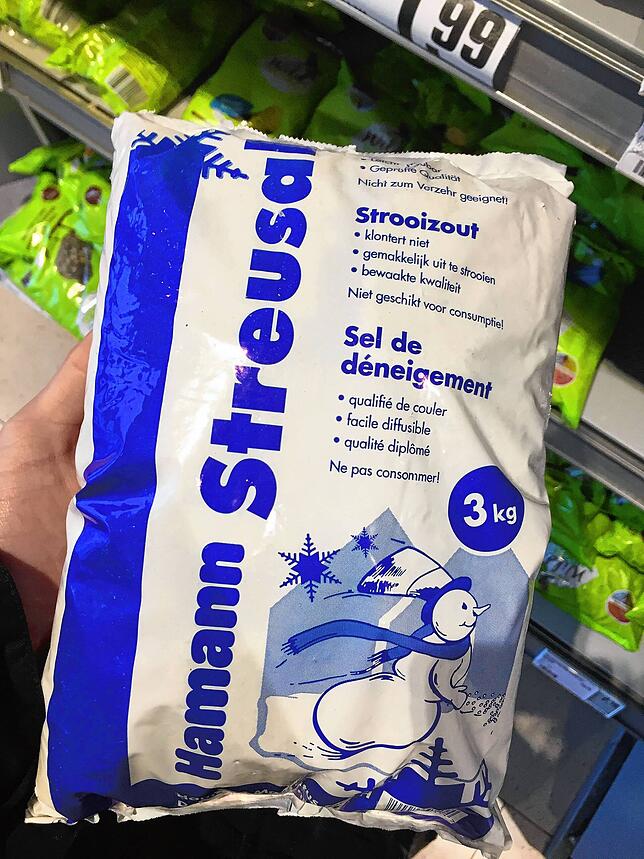 99
• Geprüfte Qualität
Nicht zum Verzehr geeignet!
Strooizout
• klontert niet
• gemakkelijk uit te strooien
• bewaakte kwaliteit
Niet geschikt voor consumptie!
Sel de
déneigement
• qualifié de couler
• facile diffusible
• qualité diplômé
Ne pas consommer!
3 kg
Hamann Streusal